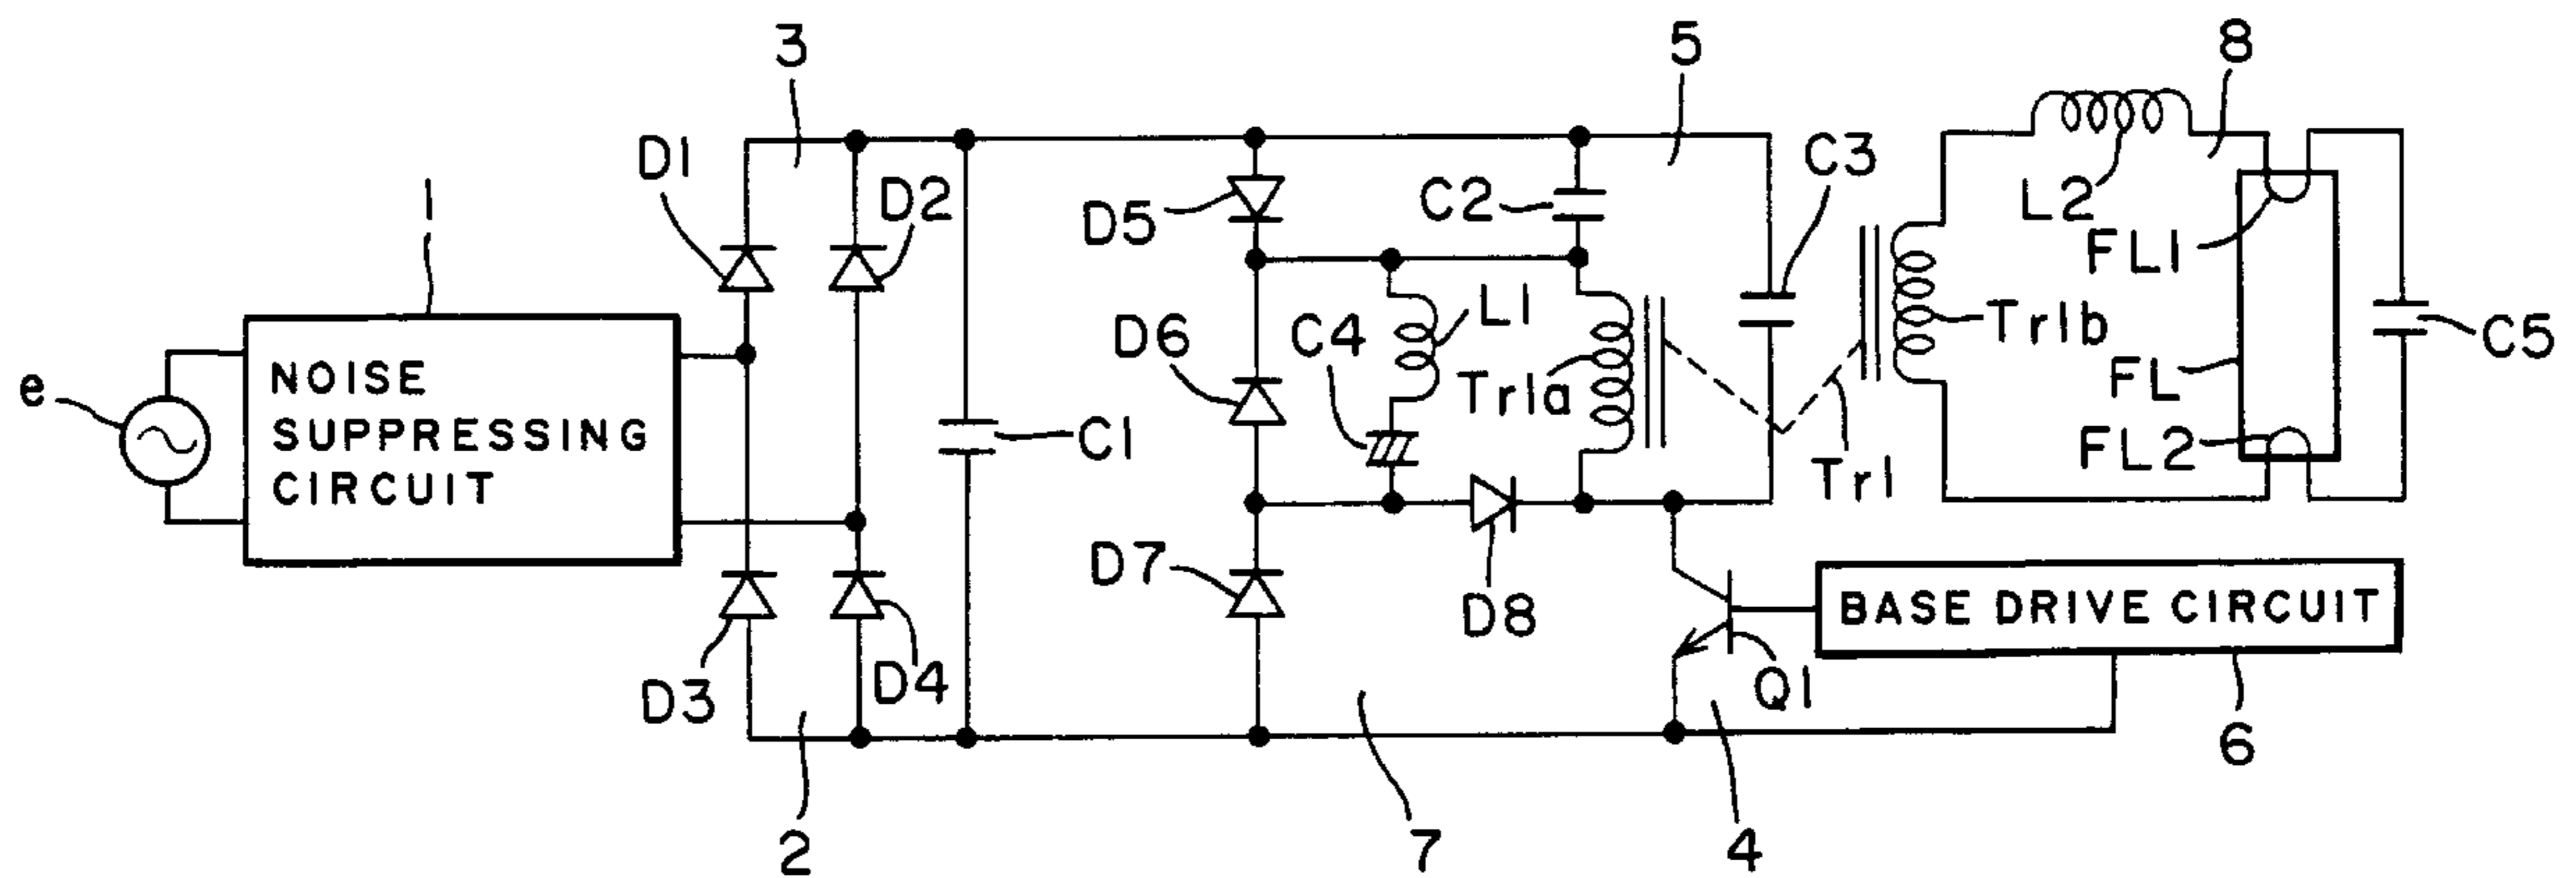 3
5
8
D1
D2
C3
1
D5
C2
L2
FL1
L1
Tr1b
e
NOISE
SUPPRESSING
CIRCUIT
C1
D6
C4
Tr1a
C5
FL
FL2
Tr1
D7
D8
BASE DRIVE CIRCUIT
D3
D4
Q1
6
2
7
4